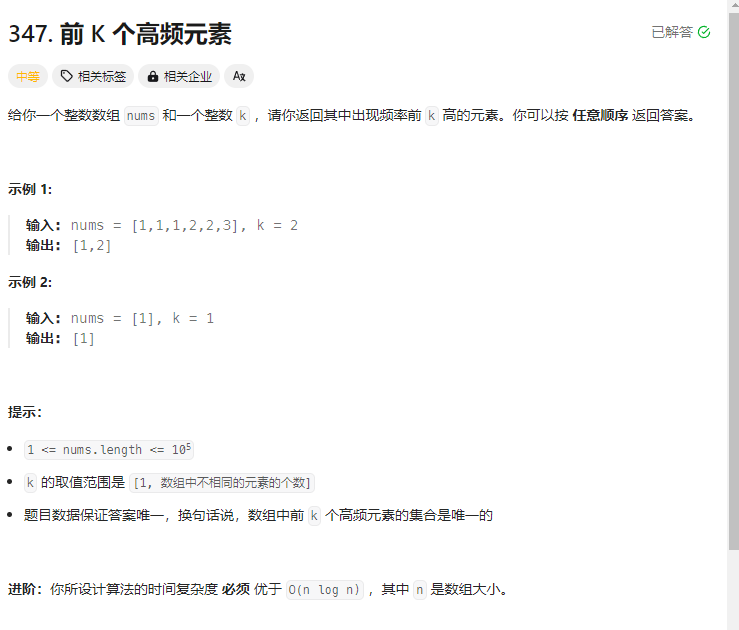 347. 前 K 个高频元素
已解答
中等 相关标签 相关企业 Aズ
给你一个整数数组 nums 和一个整数 k ，请你返回其中出现频率前 k 高的元素。你可以按 任意顺序 返回答案。
示例 1:
输入: nums = [1,1,1,2,2,3], k = 2
输出: [1,2]
示例 2:
输入: nums = [1], k = 1
输出: [1]
提示：
1 <= nums.length <= 10⁵
k 的取值范围是 [1, 数组中不相同的元素的个数]
题目数据保证答案唯一，换句话说，数组中前 k 个高频元素的集合是唯一的
进阶：你所设计算法的时间复杂度 必须 优于 O(n log n) ，其中 n 是数组大小。